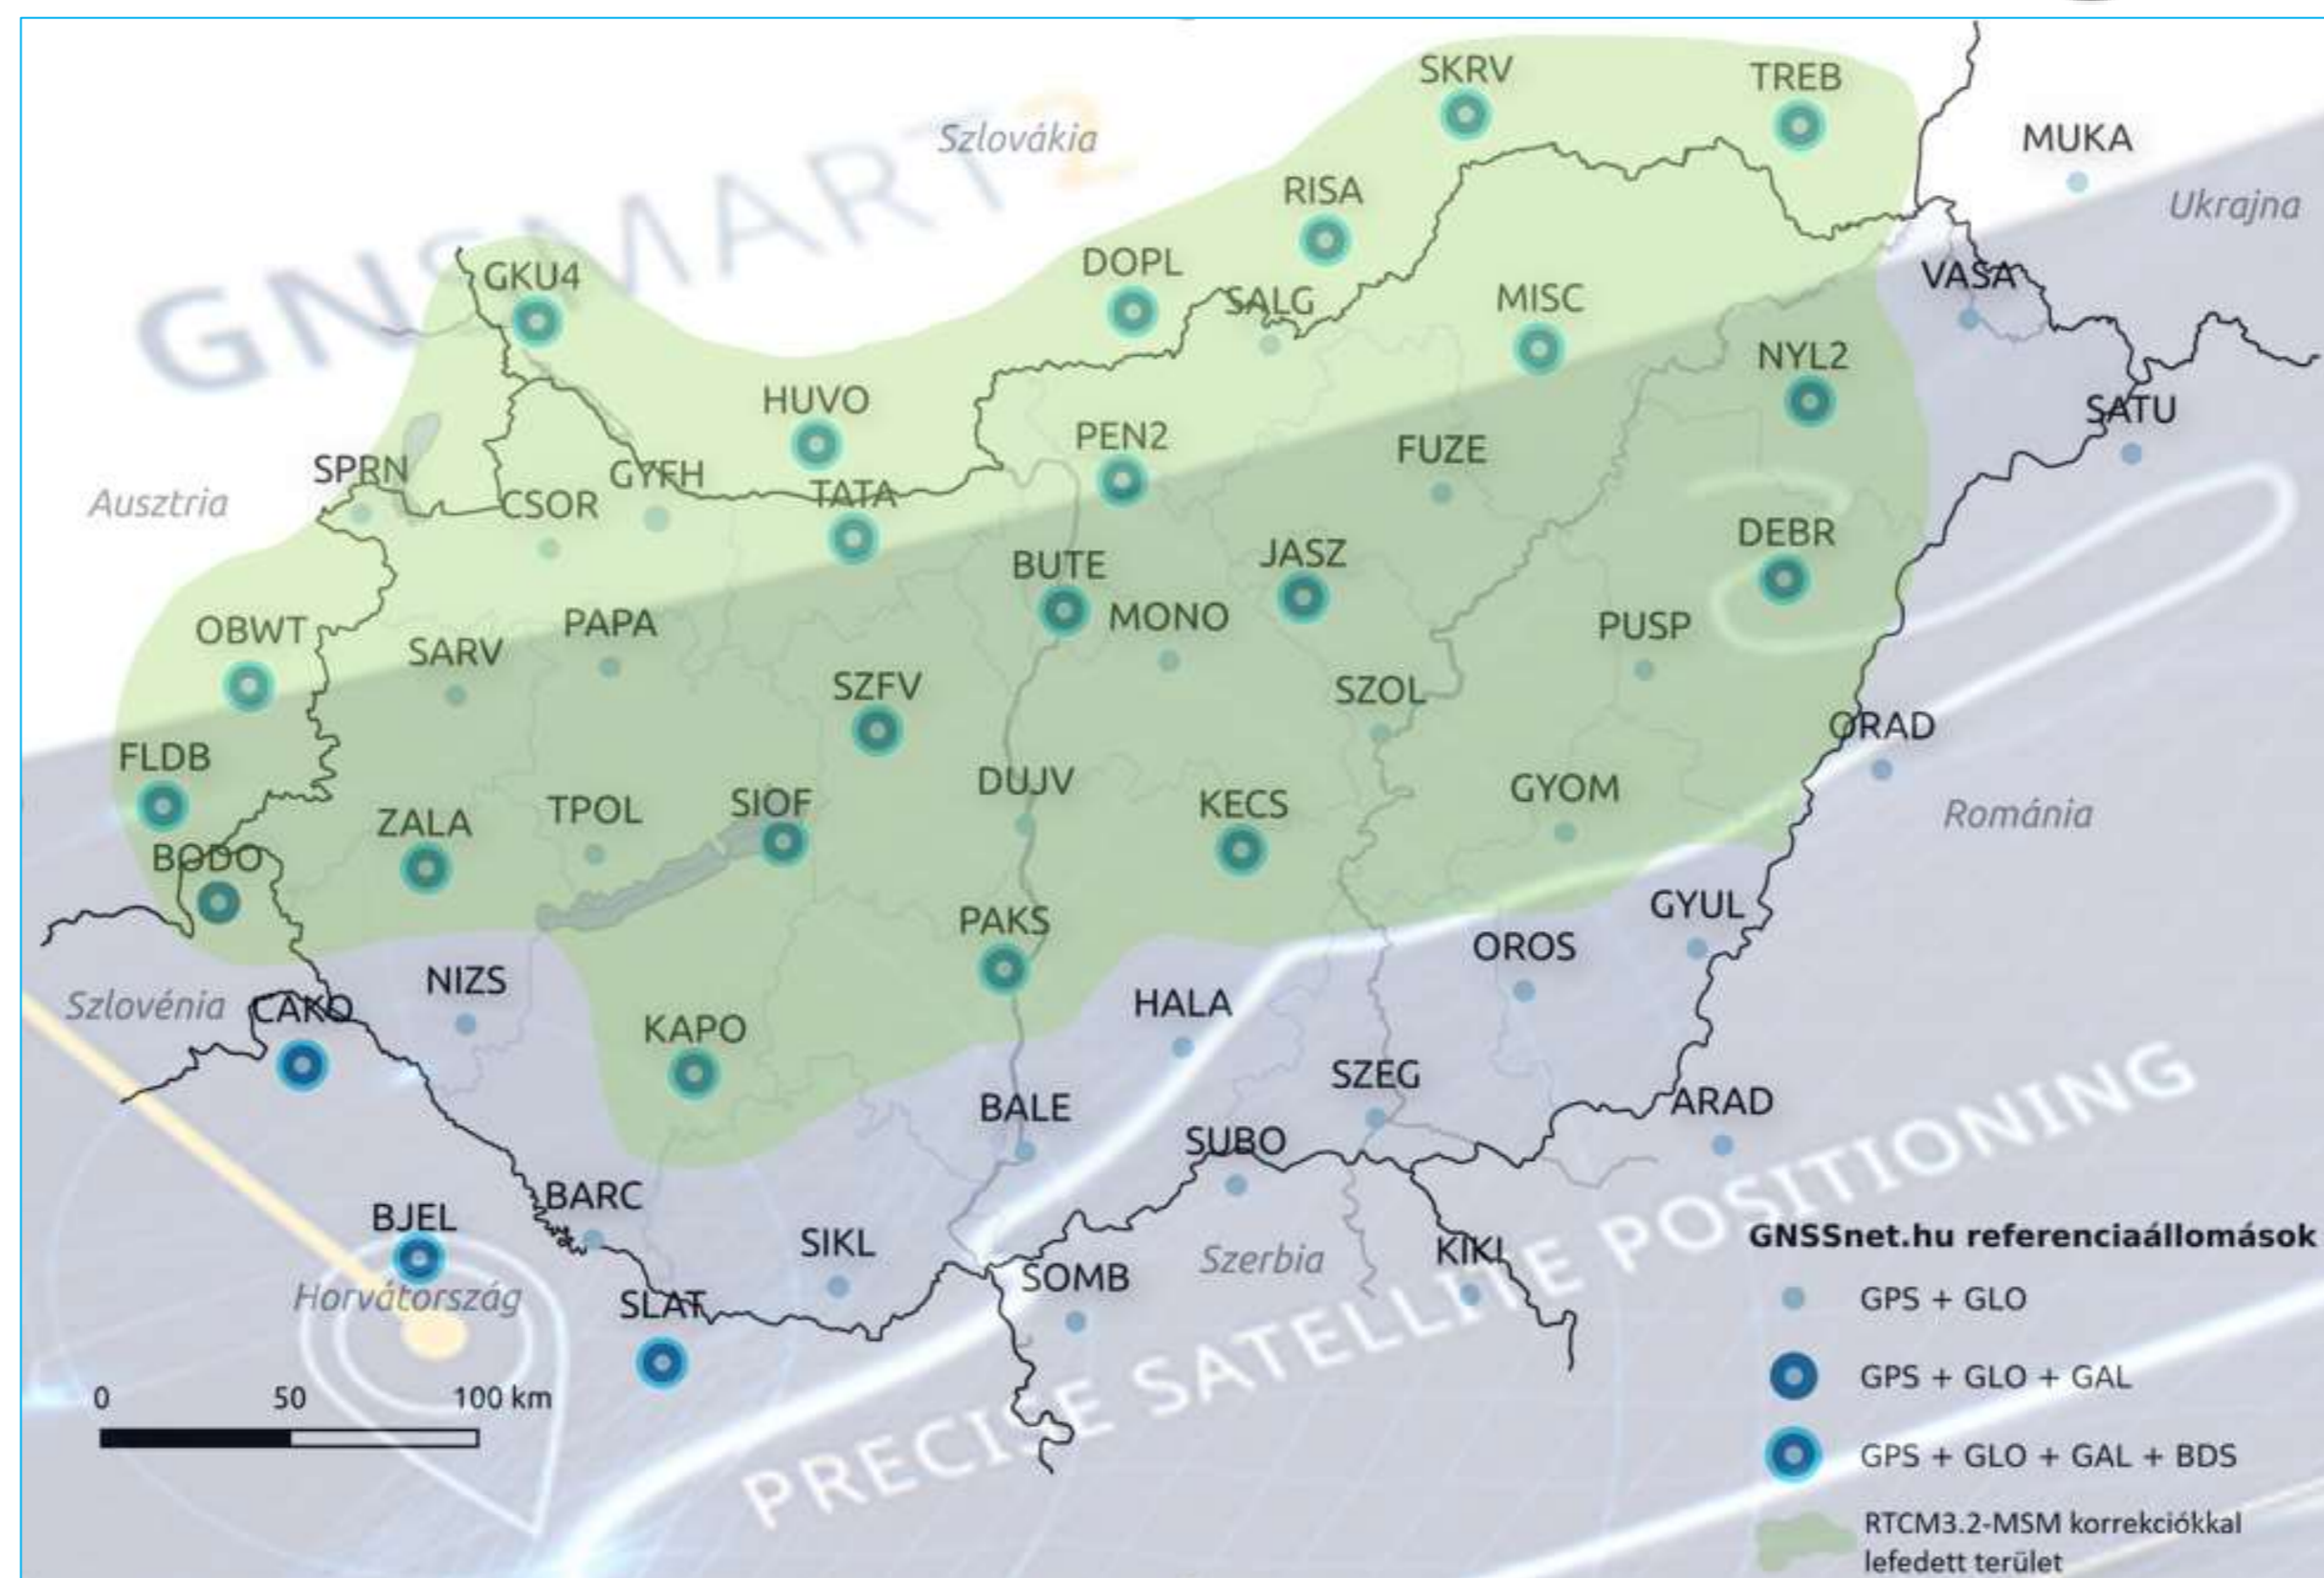 SKRV
TREB
Szlovákia
MUKA
GNSMART2
RISA
Ukrajna
DOPL
GKU4
VASA
SALG
MISC
NYL2
HUVO
SATU
PEN2
FUZE
SPRN
GYFH
TATA
Ausztria
CSOR
DEBR
JASZ
BUTE
MONO
PAPA
PUSP
OBWT
SARV
SZFV
SZOL
ORAD
FLDB
DUJV
GYOM
SIOF
KECS
TPOL
Románia
ZALA
BODO
GYUL
PAKS
OROS
NIZS
HALA
Szlovénia
CAKO
KAPO
SZEG
ARAD
BALE
SUBO
BARC
BJEL
SIKL
KIKI
Szerbia
SOMB
Horvátország
SLAT
PRECISE SATELLITE POSITIONING
0 50 100 km
GNSSnet.hu referenciaállomások
GPS + GLO
GPS + GLO + GAL
GPS + GLO + GAL + BDS
RTCM3.2-MSM korrekciókkal
lefedett terület